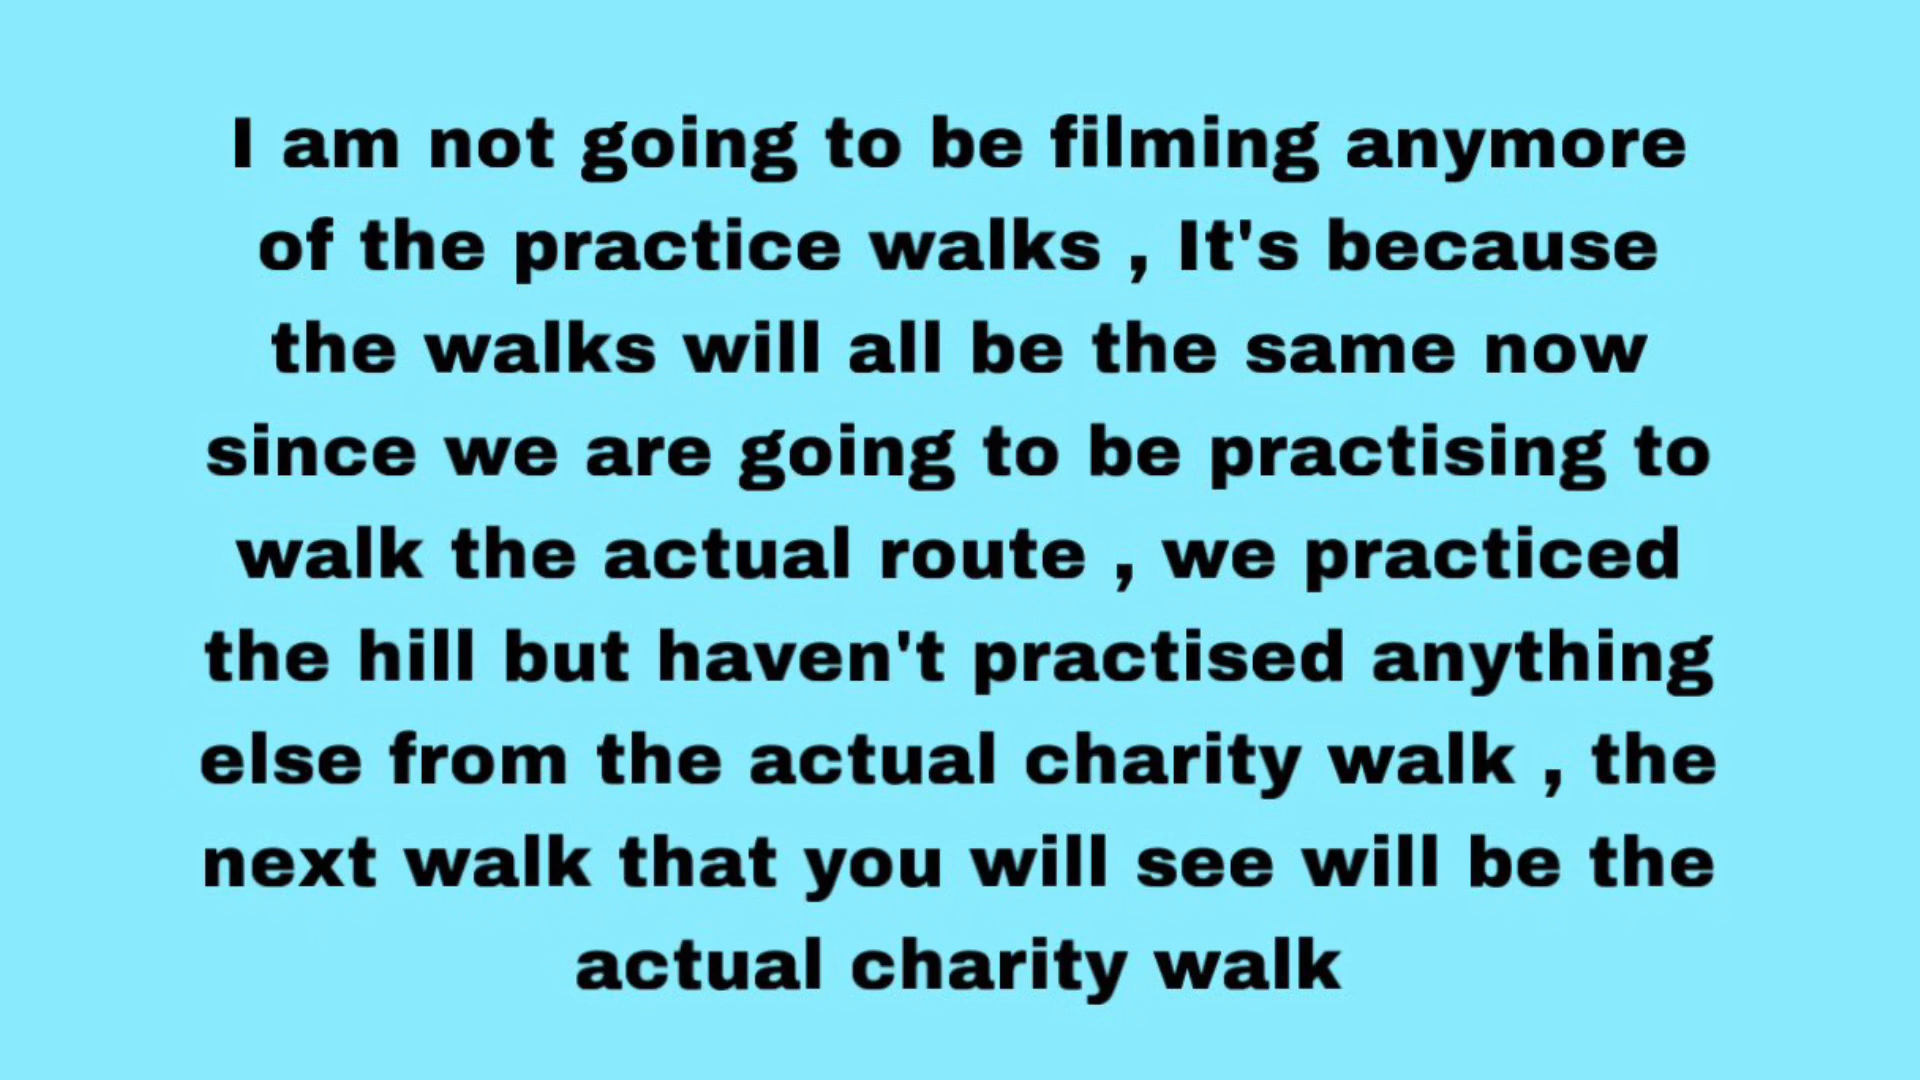 I am not going to be filming anymore
of the practice walks , It's because
the walks will all be the same now
since we are going to be practising to
walk the actual route , we practiced
the hill but haven't practised anything
else from the actual charity walk , the
next walk that you will see will be the
actual charity walk